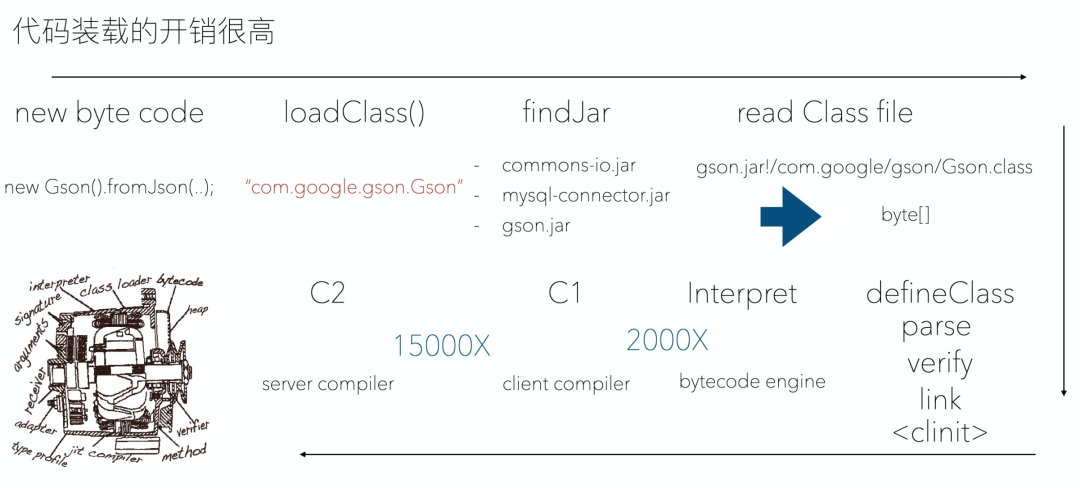 代码装载的开销很高
new byte code
loadClass()
findJar
read Class file
new Gson().fromJson(..);
"com.google.gson.Gson"
- commons-io.jar
- mysql-connector.jar
- gson.jar
gson.jar!/com.google/gson/Gson.class
byte[]
defineClass
parse
verify
link
<clinit>
Interpret
bytecode engine
2000X
C1
client compiler
15000X
C2
server compiler
interpreter
class loader
bytecode
signature
heap
arguments
receiver
adapter
verifier
type profile
jit compiler
method